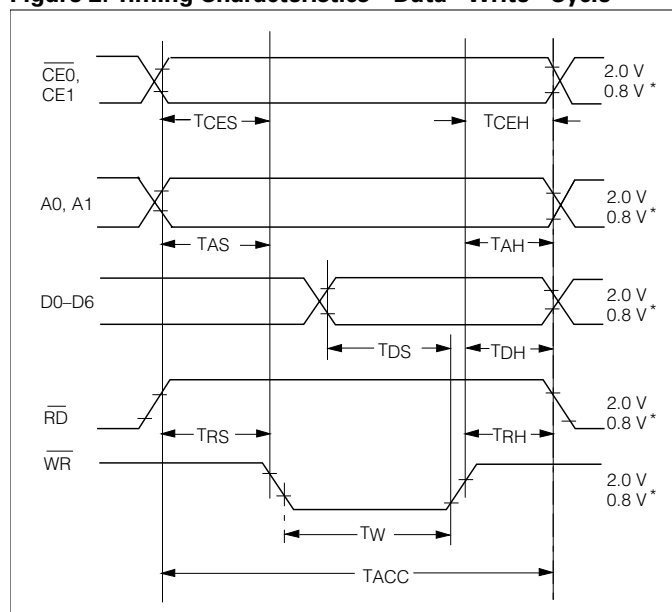 Figure 2. Timing Characteristics—Data "Write" Cycle
CE0,
CE1
2.0 V
0.8 V *
TCES
TCEH
A0, A1
2.0 V
0.8 V *
TAS
TAH
D0–D6
2.0 V
0.8 V *
TDS
TDH
RD
2.0 V
0.8 V *
TRS
TRH
WR
2.0 V
0.8 V *
TW
TACC